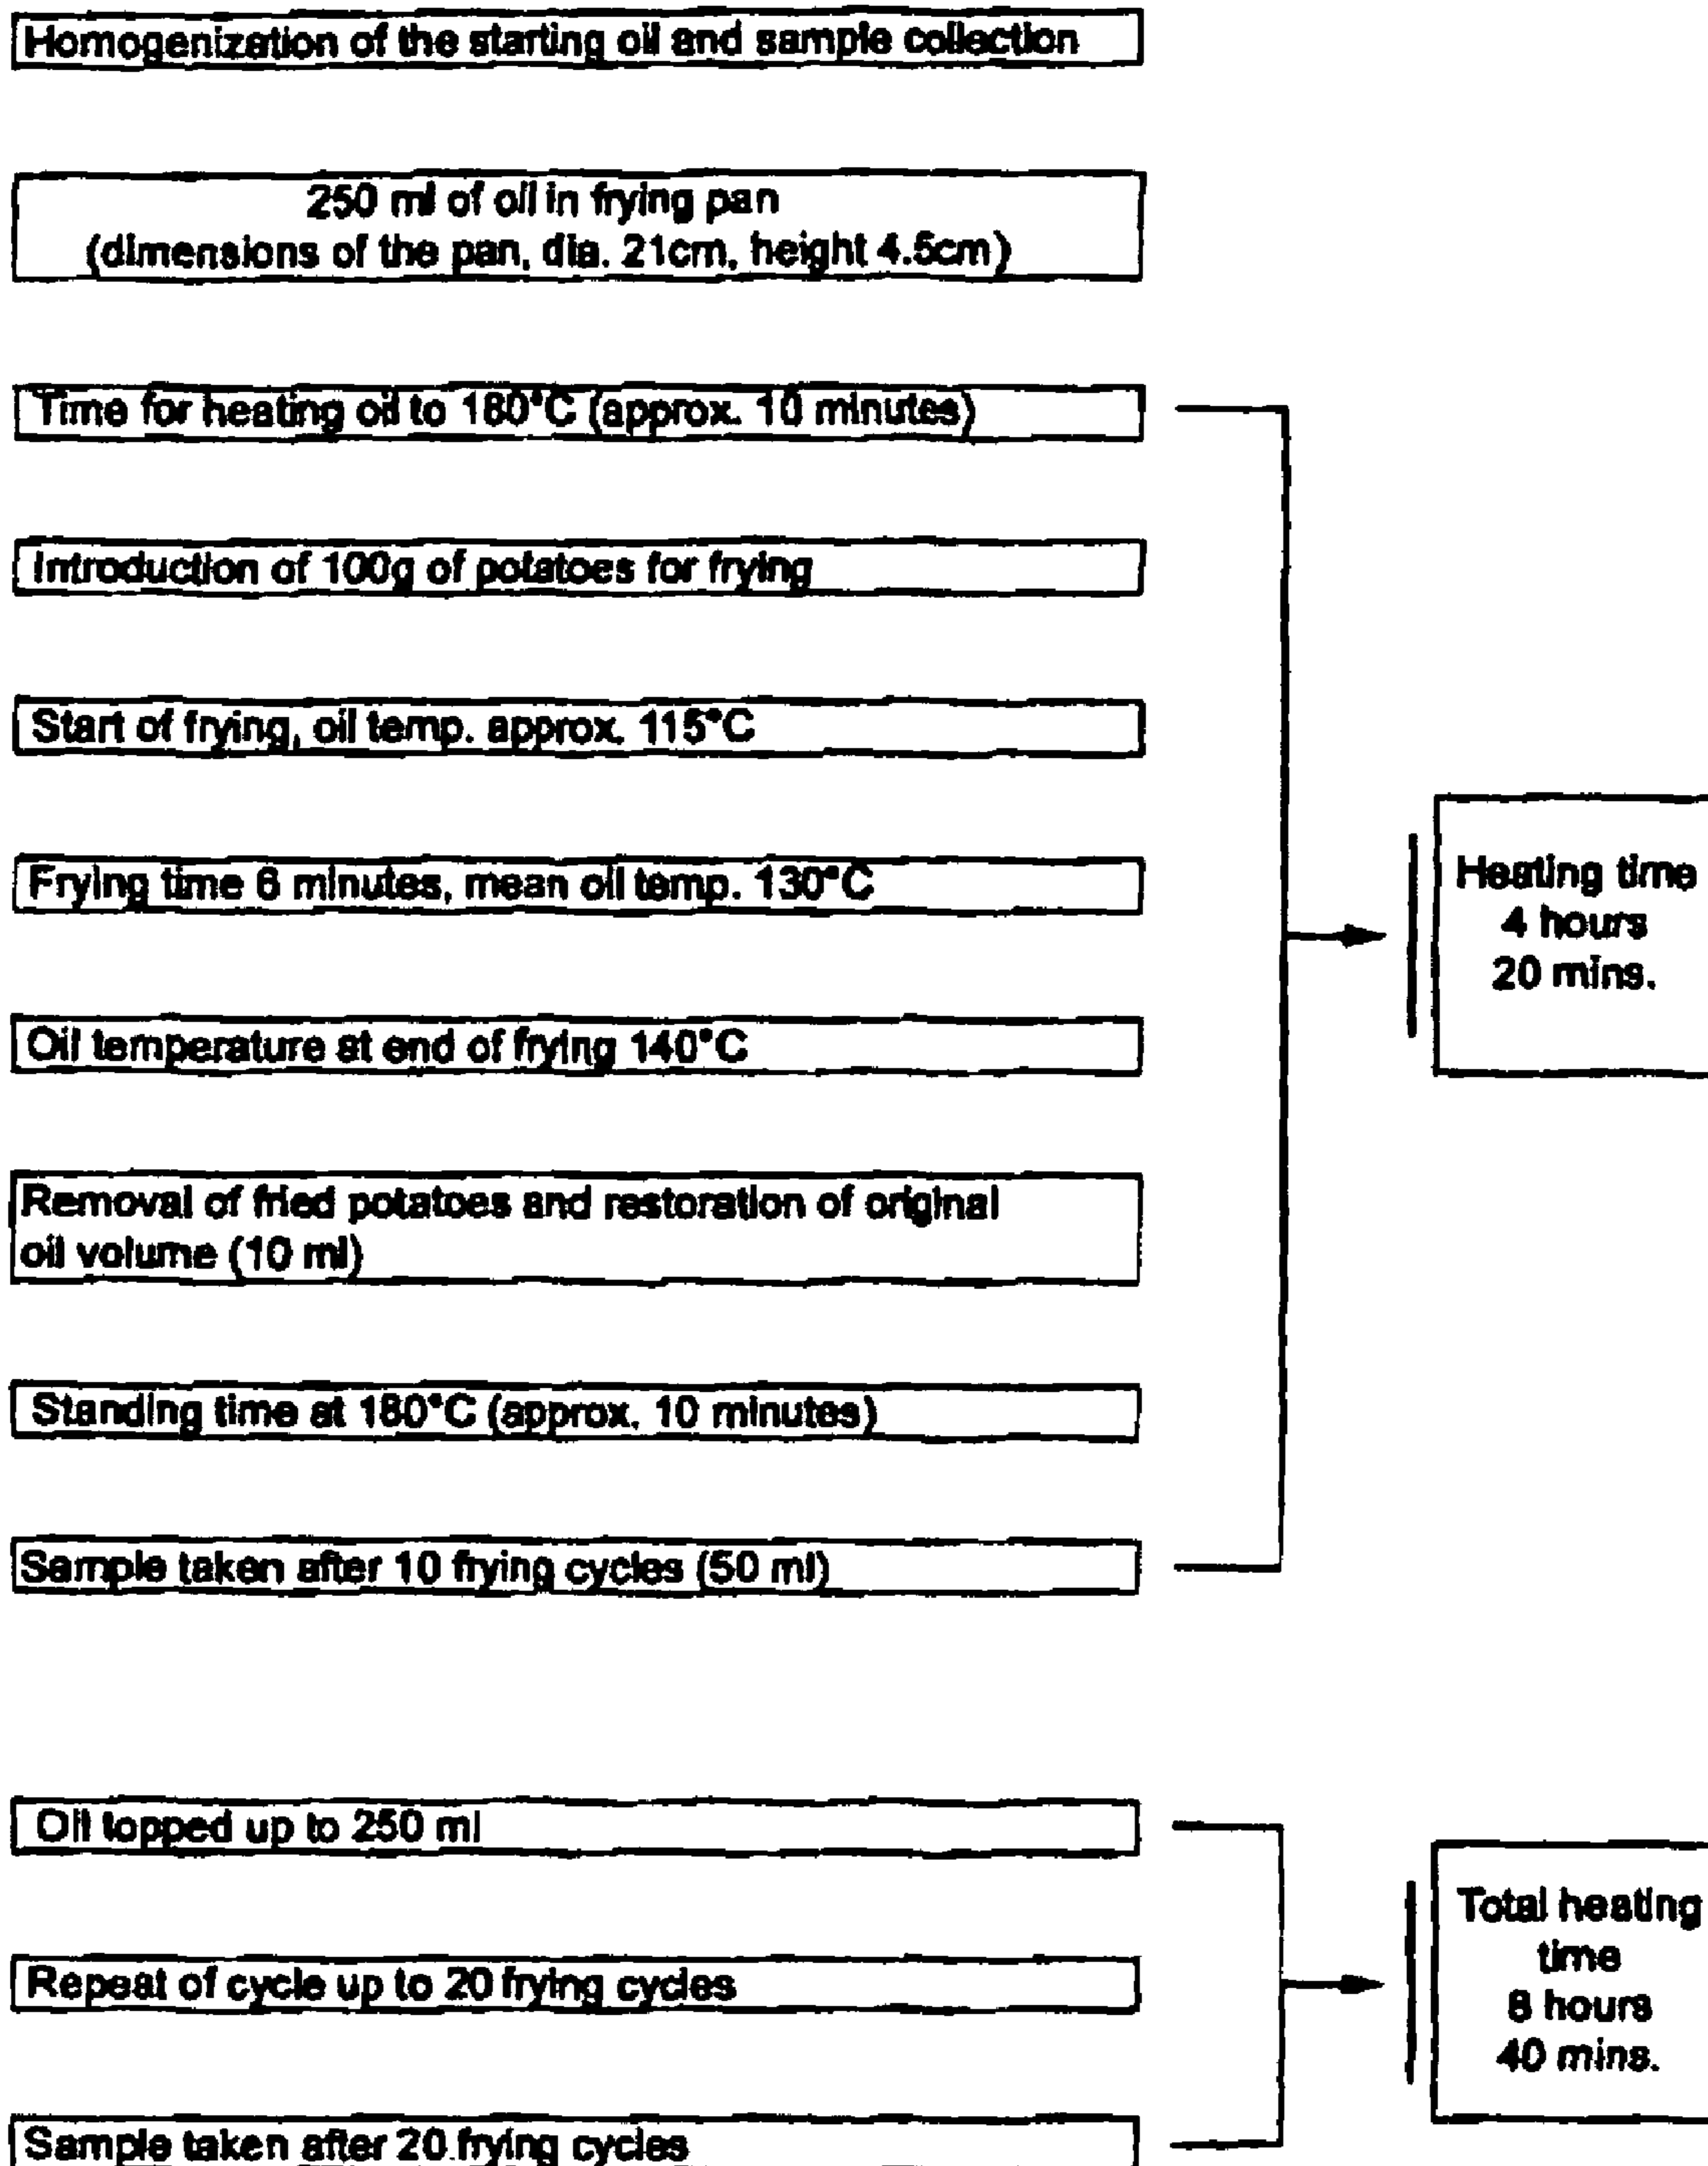 Homogenization of the starting oil and sample collection
250 ml of oil in frying pan
(dimensions of the pan, dia. 21cm, height 4.5cm)
Time for heating oil to 180°C (approx. 10 minutes)
Introduction of 100g of potatoes for frying
Start of frying, oil temp. approx. 115°C
Frying time 6 minutes, mean oil temp. 130°C
Oil temperature at end of frying 140°C
Removal of fried potatoes and restoration of original
oil volume (10 ml)
Standing time at 180°C (approx. 10 minutes)
Sample taken after 10 frying cycles (50 ml)
Heating time
4 hours
20 mins.
Oil topped up to 250 ml
Repeat of cycle up to 20 frying cycles
Sample taken after 20 frying cycles
Total heating
time
8 hours
40 mins.